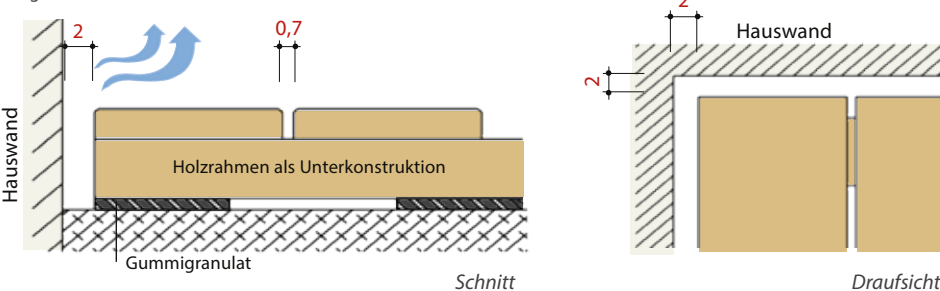 2
0,7
Hauswand
Holzrahmen als Unterkonstruktion
Gummigranulat
Schnitt
2
Hauswand
2
Draufsicht